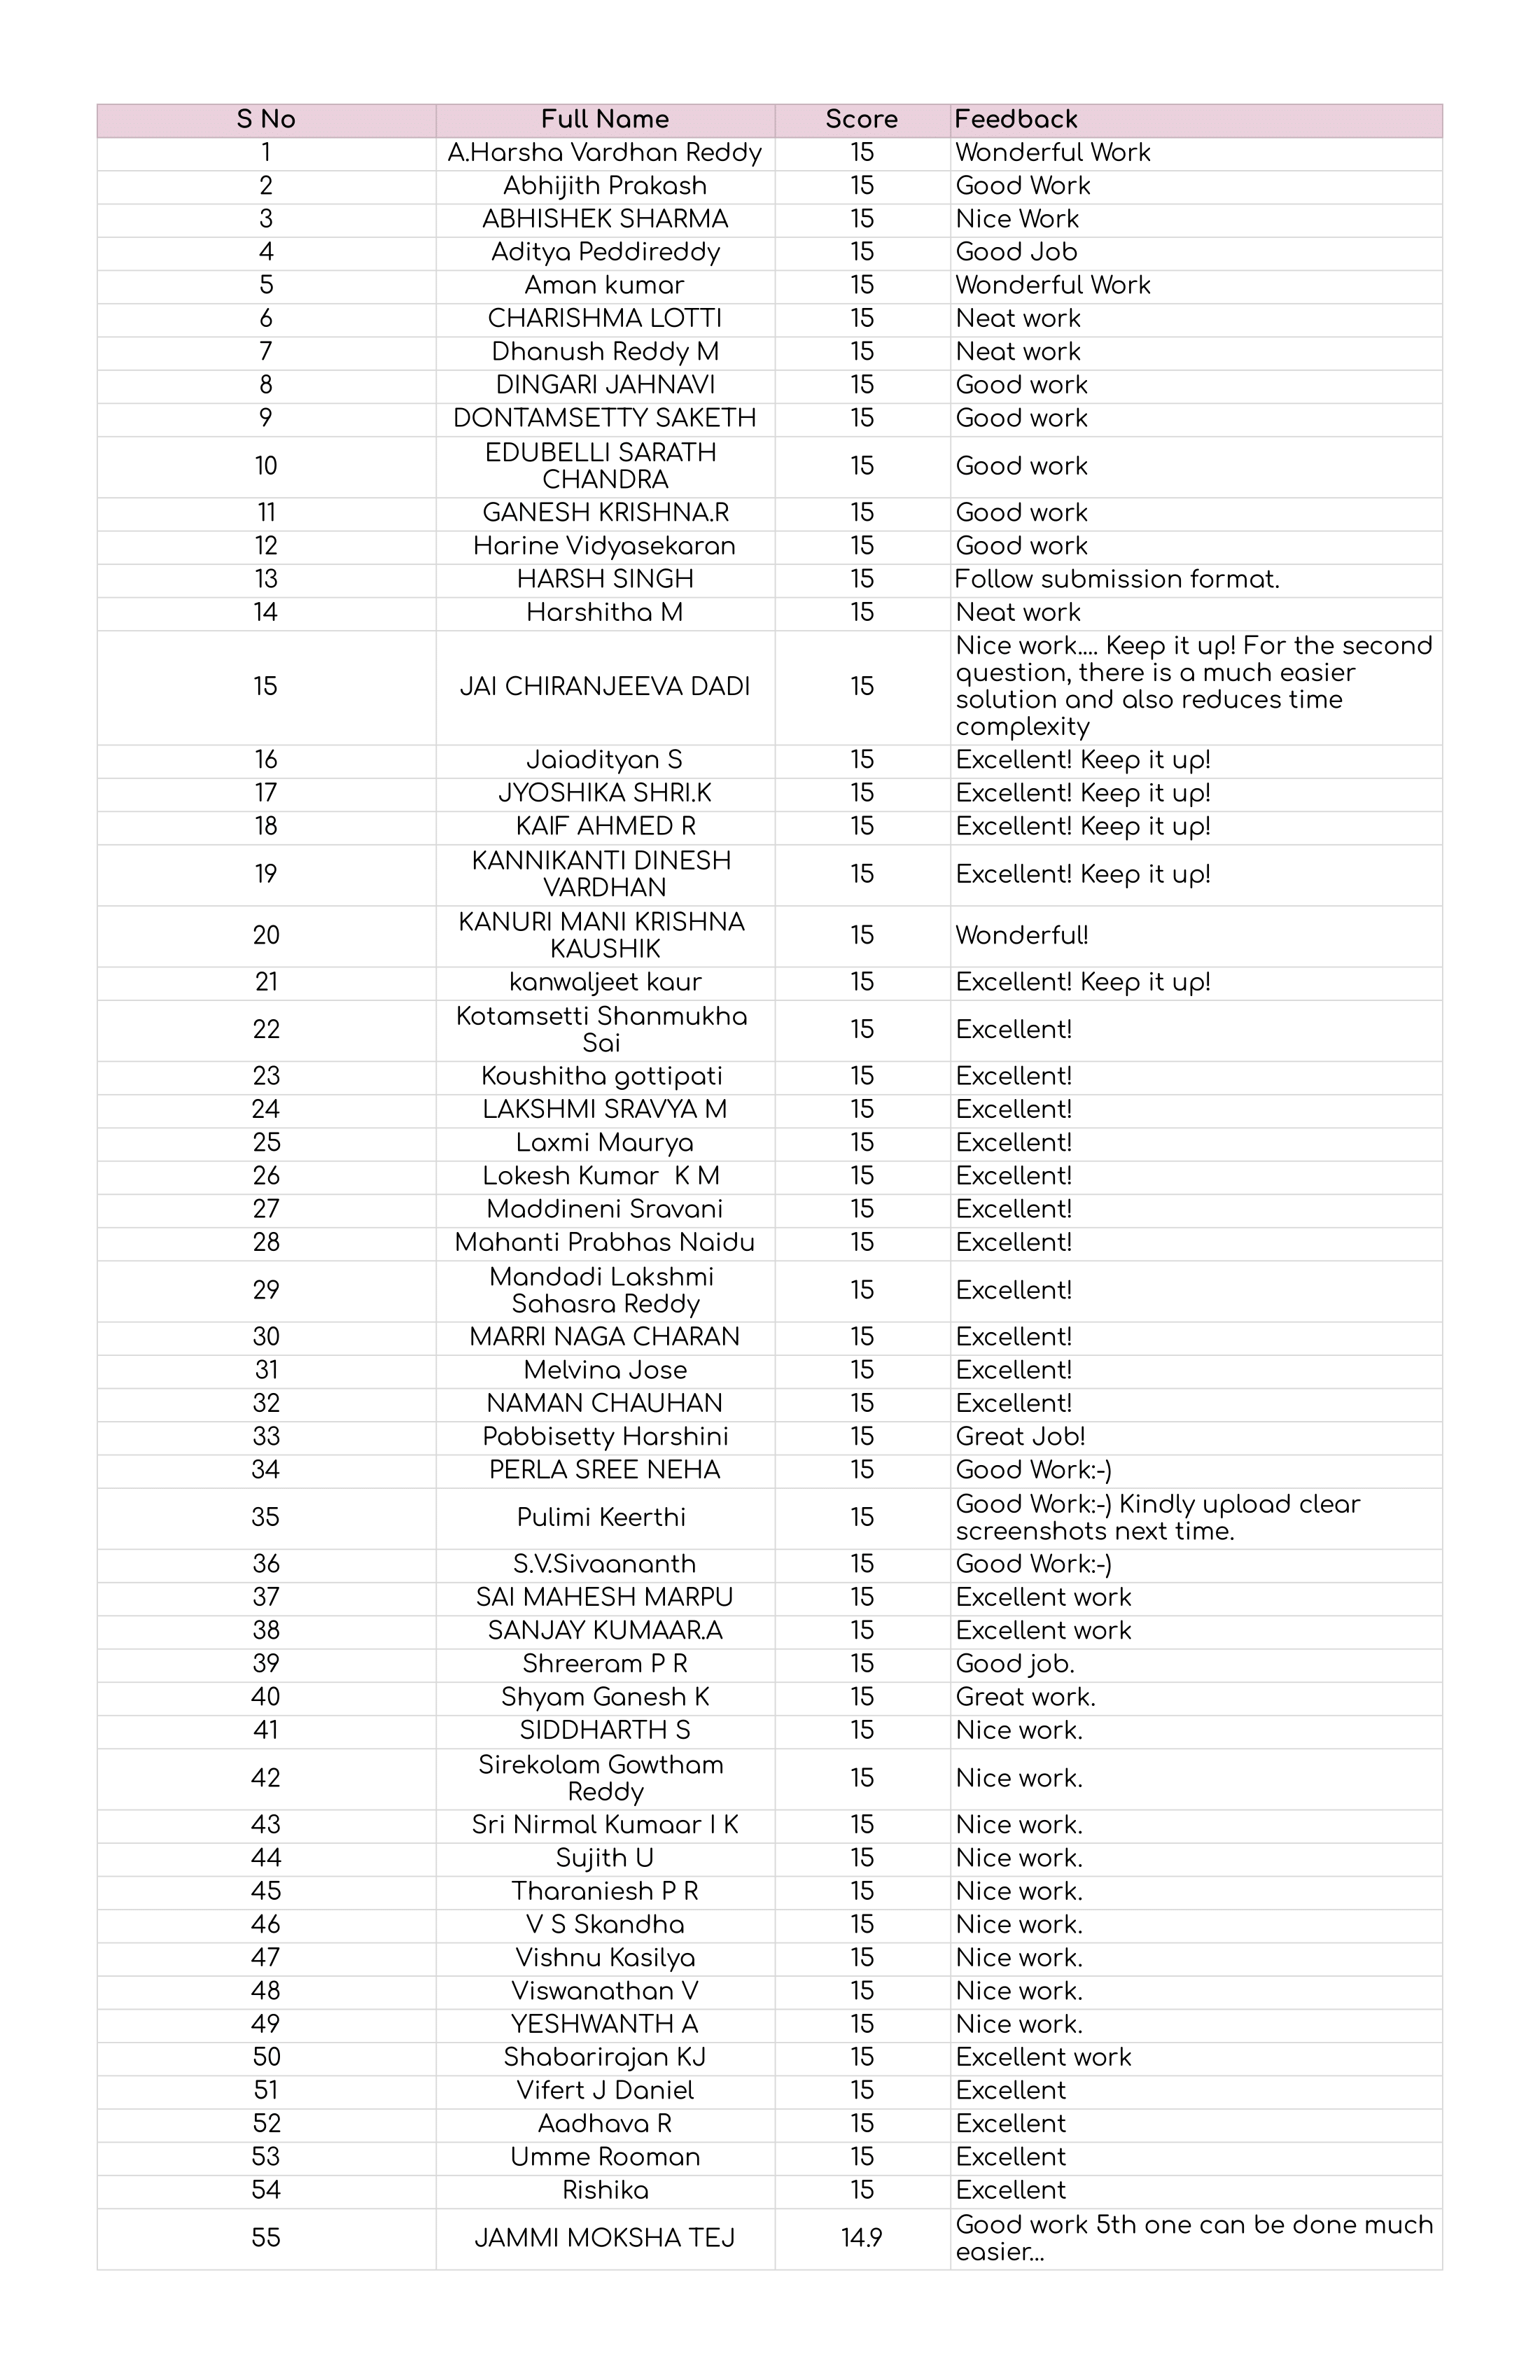 S No Full Name Score Feedback
1 A.Harsha Vardhan Reddy 15 Wonderful Work
2 Abhijith Prakash 15 Good Work
3 ABHISHEK SHARMA 15 Nice Work
4 Aditya Peddireddy 15 Good Job
5 Aman kumar 15 Wonderful Work
6 CHARISHMA LOTTI 15 Neat work
7 Dhanush Reddy M 15 Neat work
8 DINGARI JAHNAVI 15 Good work
9 DONTAMSETTY SAKETH 15 Good work
10 EDUBELLI SARATH
CHANDRA 15 Good work
11 GANESH KRISHNA.R 15 Good work
12 Harine Vidyasekaran 15 Good work
13 HARSH SINGH 15 Follow submission format.
14 Harshitha M 15 Neat work
15 JAI CHIRANJEEVA DADI 15 Nice work.... Keep it up! For the second
question, there is a much easier
solution and also reduces time
complexity
16 Jaiadityan S 15 Excellent! Keep it up!
17 JYOSHIKA SHRI.K 15 Excellent! Keep it up!
18 KAIF AHMED R 15 Excellent! Keep it up!
19 KANNIKANTI DINESH
VARDHAN 15 Excellent! Keep it up!
20 KANURI MANI KRISHNA
KAUSHIK 15 Wonderful!
21 kanwaljeet kaur 15 Excellent! Keep it up!
22 Kotamsetti Shanmukha
Sai 15 Excellent!
23 Koushitha gottipati 15 Excellent!
24 LAKSHMI SRAVYA M 15 Excellent!
25 Laxmi Maurya 15 Excellent!
26 Lokesh Kumar  K M 15 Excellent!
27 Maddineni Sravani 15 Excellent!
28 Mahanti Prabhas Naidu 15 Excellent!
29 Mandadi Lakshmi
Sahasra Reddy 15 Excellent!
30 MARRI NAGA CHARAN 15 Excellent!
31 Melvina Jose 15 Excellent!
32 NAMAN CHAUHAN 15 Excellent!
33 Pabbisetty Harshini 15 Great Job!
34 PERLA SREE NEHA 15 Good Work:-)
35 Pulimi Keerthi 15 Good Work:-) Kindly upload clear
screenshots next time.
36 S.V.Sivaananth 15 Good Work:-)
37 SAI MAHESH MARPU 15 Excellent work
38 SANJAY KUMAAR.A 15 Excellent work
39 Shreeram P R 15 Good job.
40 Shyam Ganesh K 15 Great work.
41 SIDDHARTH S 15 Nice work.
42 Sirekolam Gowtham
Reddy 15 Nice work.
43 Sri Nirmal Kumaar I K 15 Nice work.
44 Sujith U 15 Nice work.
45 Tharaniesh P R 15 Nice work.
46 V S Skandha 15 Nice work.
47 Vishnu Kasilya 15 Nice work.
48 Viswanathan V 15 Nice work.
49 YESHWANTH A 15 Nice work.
50 Shabarirajan KJ 15 Excellent work
51 Vifert J Daniel 15 Excellent
52 Aadhava R 15 Excellent
53 Umme Rooman 15 Excellent
54 Rishika 15 Excellent
55 JAMMI MOKSHA TEJ 14.9 Good work 5th one can be done much
easier...